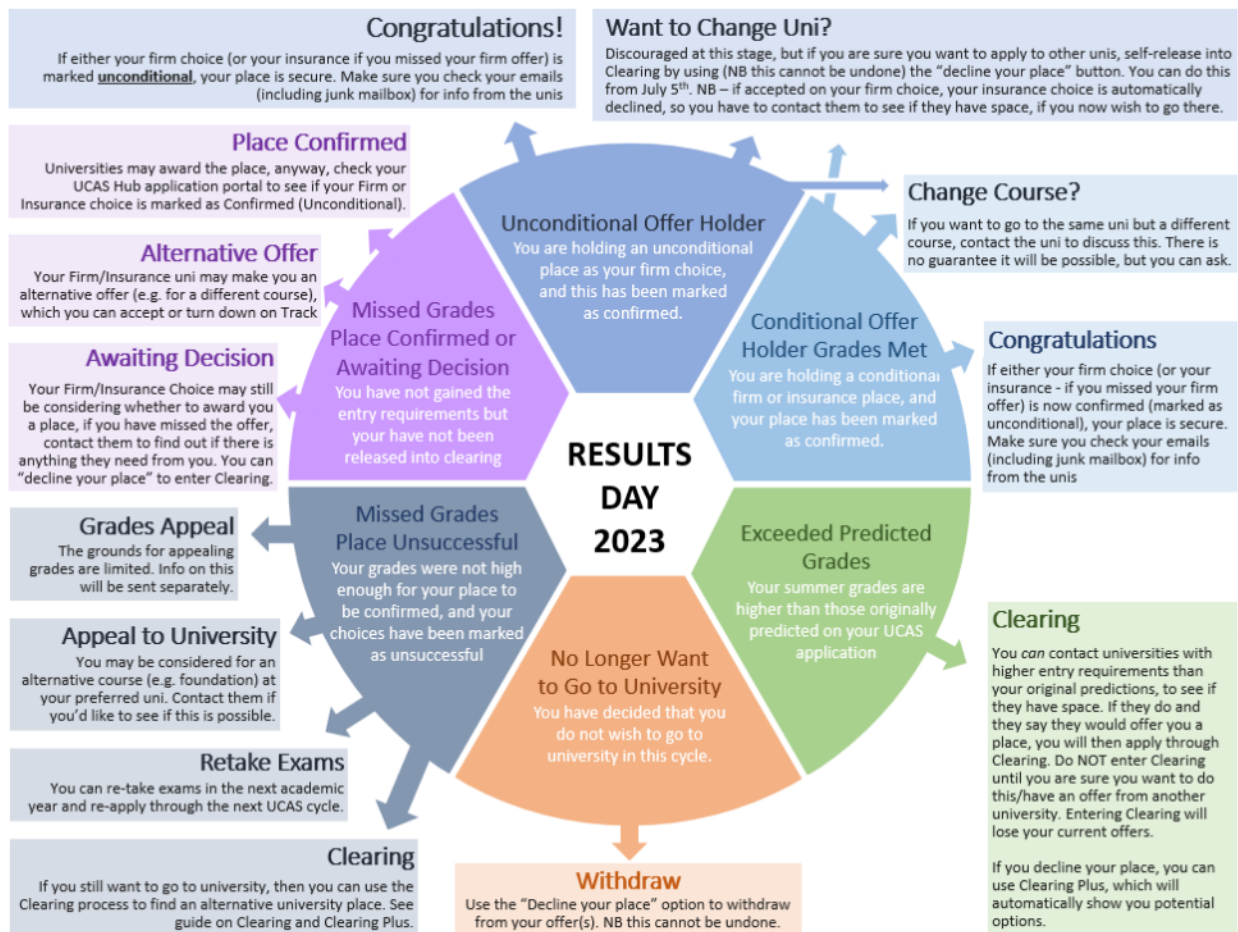 Congratulations!
If either your firm choice (or your insurance if you missed your firm offer) is
marked unconditional, your place is secure. Make sure you check your emails
(including junk mailbox) for info from the unis
Want to Change Uni?
Discouraged at this stage, but if you are sure you want to apply to other unis, self-release into
Clearing by using (NB this cannot be undone) the “decline your place” button. You can do this
from July 5th. NB – if accepted on your firm choice, your insurance choice is automatically
declined, so you have to contact them to see if they have space, if you now wish to go there.
Place Confirmed
Universities may award the place, anyway, check your
UCAS Hub application portal to see if your Firm or
Insurance choice is marked as Confirmed (Unconditional).
Alternative Offer
Your Firm/Insurance uni may make you an
alternative offer (e.g. for a different course),
which you can accept or turn down on Track
Awaiting Decision
Your Firm/Insurance Choice may still
be considering whether to award you
a place, if you have missed the offer,
contact them to find out if there is
anything they need from you. You can
“decline your place” to enter Clearing.
Grades Appeal
The grounds for appealing
grades are limited. Info on this
will be sent separately.
Appeal to University
You may be considered for an
alternative course (e.g. foundation) at
your preferred uni. Contact them if
you’d like to see if this is possible.
Retake Exams
You can re-take exams in the next academic
year and re-apply through the next UCAS cycle.
Clearing
If you still want to go to university, then you can use the
Clearing process to find an alternative university place. See
guide on Clearing and Clearing Plus.
Unconditional Offer Holder
You are holding an unconditional
place as your firm choice,
and this has been marked
as confirmed.
Missed Grades
Place Confirmed or
Awaiting Decision
You have not gained the
entry requirements but
your have not been
released into clearing
Conditional Offer
Holder Grades Met
You are holding a conditional
firm or insurance place, and
your place has been marked
as confirmed.
RESULTS
DAY
2023
Missed Grades
Place Unsuccessful
Your grades were not high
enough for your place to
be confirmed, and your
choices have been marked
as unsuccessful
Exceeded Predicted
Grades
Your summer grades are
higher than those originally
predicted on your UCAS
application
No Longer Want
to Go to University
You have decided that you
do not wish to go to
university in this cycle.
Withdraw
Use the “Decline your place” option to withdraw
from your offer(s). NB this cannot be undone.
Change Course?
If you want to go to the same uni but a different
course, contact the uni to discuss this. There is
no guarantee it will be possible, but you can ask.
Congratulations
If either your firm choice (or your
insurance - if you missed your firm
offer) is now confirmed (marked as
unconditional), your place is secure.
Make sure you check your emails
(including junk mailbox) for info
from the unis
Clearing
You can contact universities with
higher entry requirements than
your original predictions, to see if
they have space. If they do and
they say they would offer you a
place, you will then apply through
Clearing. Do NOT enter Clearing
until you are sure you want to do
this/have an offer from another
university. Entering Clearing will
lose your current offers.
If you decline your place, you can
use Clearing Plus, which will
automatically show you potential
options.